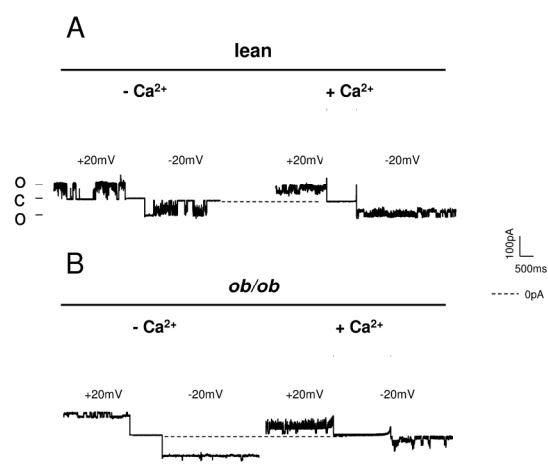 A
lean
- Ca2+
+ Ca2+
+20mV
-20mV
+20mV
-20mV
O
C
O
100pA
500ms
0pA
B
ob/ob
- Ca2+
+ Ca2+
+20mV
-20mV
+20mV
-20mV